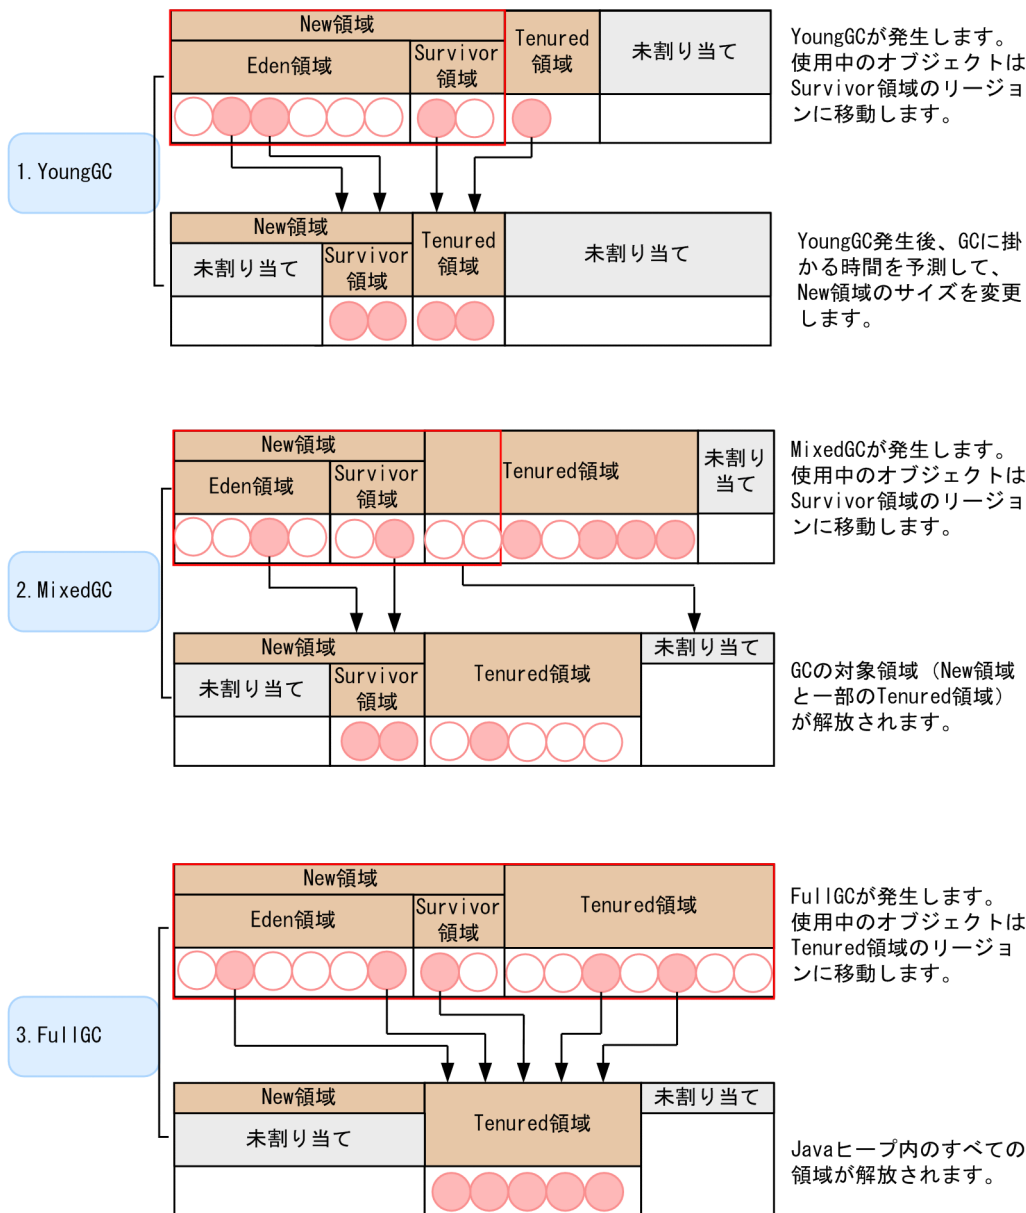 New領域
Tenured
領域
未割り当て
Eden領域
Survivor
領域
YoungGCが発生します。
使用中のオブジェクトは
Survivor領域のリージョ
ンに移動します。
1. YoungGC
New領域
Tenured
領域
未割り当て
未割り当て
Survivor
領域
YoungGC発生後、GCに掛
かる時間を予測して、
New領域のサイズを変更
します。
New領域
Tenured領域
未割り
当て
Eden領域
Survivor
領域
MixedGCが発生します。
使用中のオブジェクトは
Survivor領域のリージョ
ンに移動します。
2. MixedGC
New領域
Tenured領域
未割り当て
未割り当て
Survivor
領域
GCの対象領域（New領域
と一部のTenured領域）
が解放されます。
New領域
Tenured領域
Eden領域
Survivor
領域
FullGCが発生します。
使用中のオブジェクトは
Tenured領域のリージョ
ンに移動します。
3. FullGC
New領域
Tenured領域
未割り当て
未割り当て
Javaヒープ内のすべての
領域が解放されます。